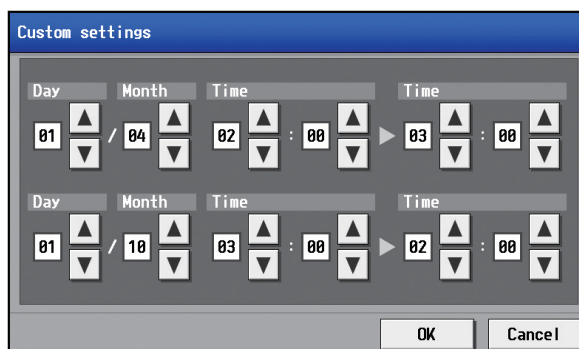 Custom settings
Day Month Time Time
01 / 04 02 : 00 03 : 00
Day Month Time Time
01 / 10 03 : 00 02 : 00
OK Cancel